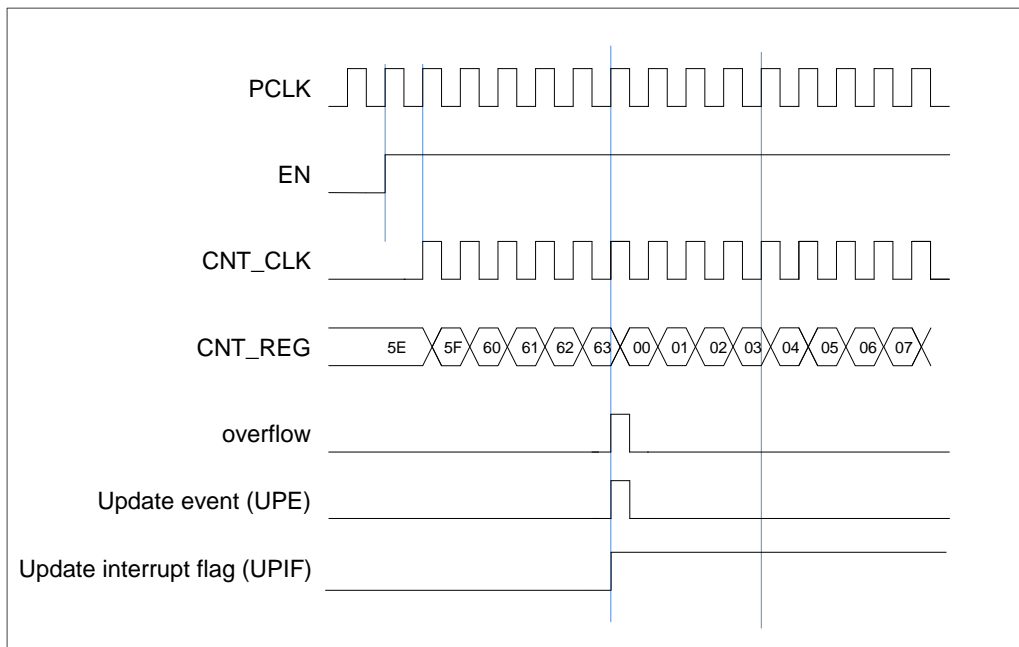 PCLK
EN
CNT_CLK
CNT_REG 5E 5F 60 61 62 63 00 01 02 03 04 05 06 07
overflow
Update event (UPE)
Update interrupt flag (UPIF)